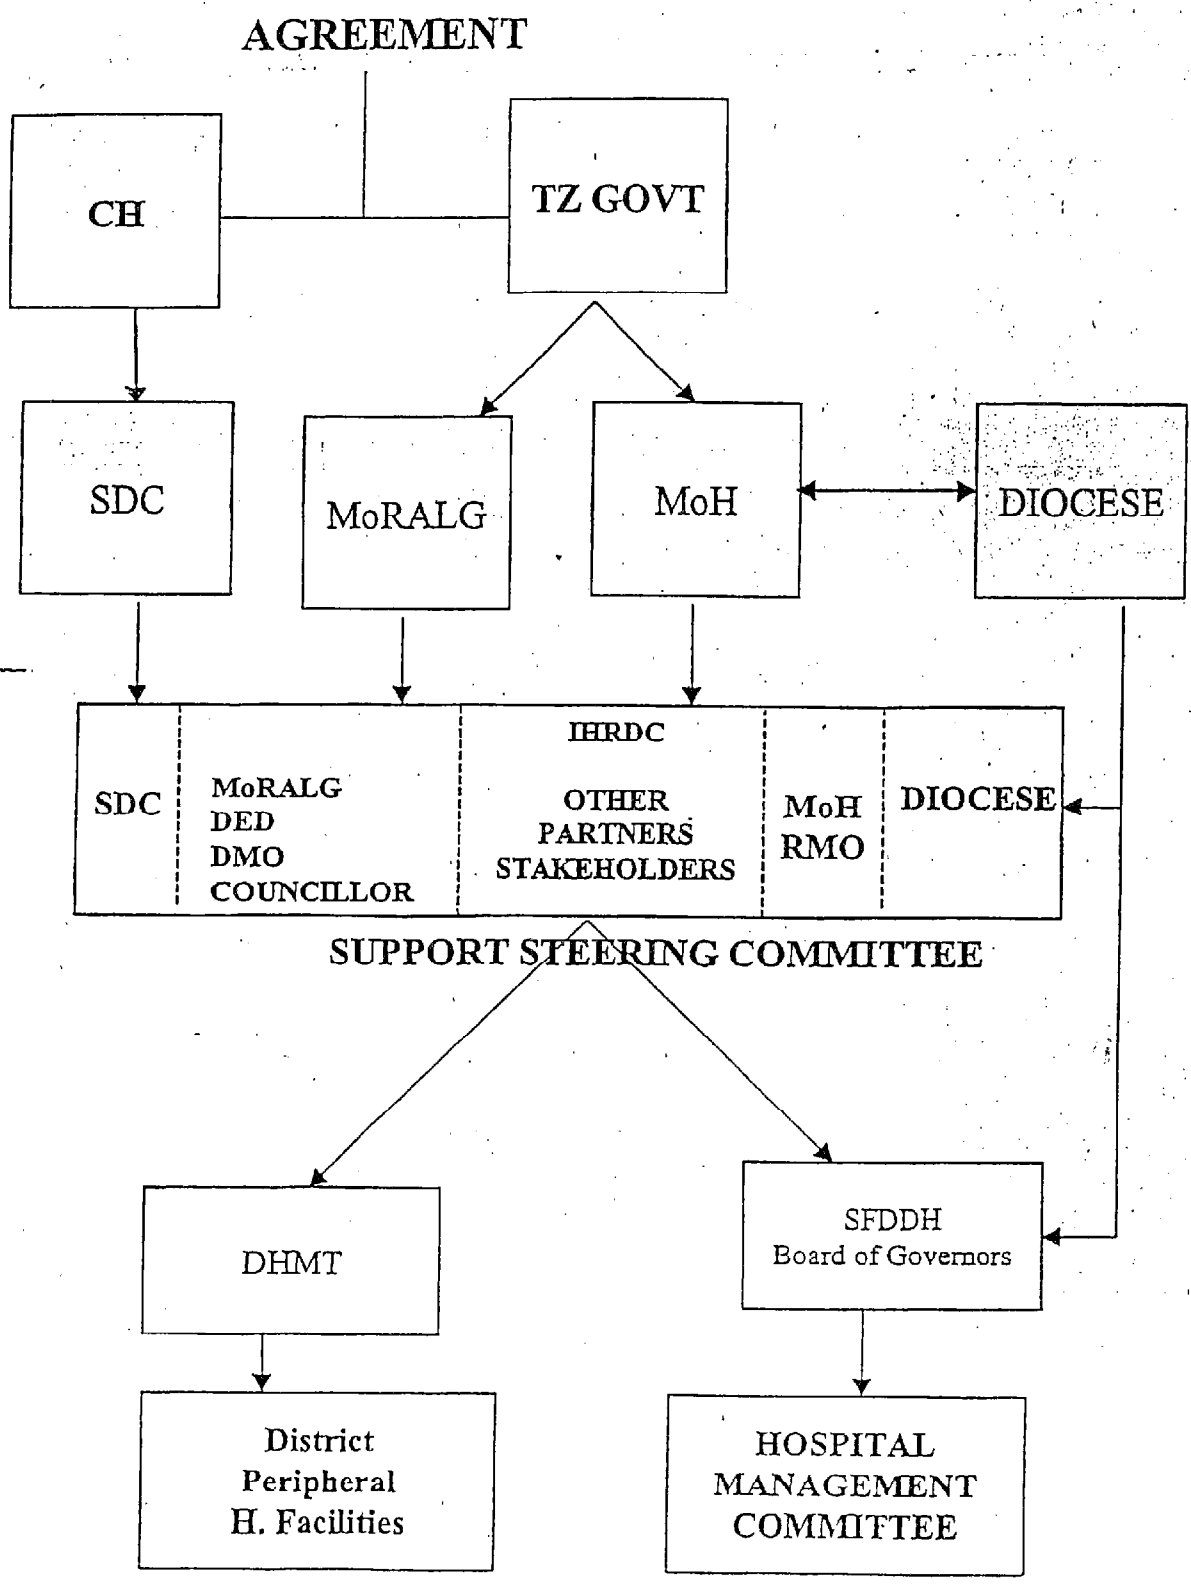 AGREEMENT
CH
TZ GOVT
SDC
MoRALG
MoH
DIOCESE
SDC
MoRALG
DED
DMO
COUNCILLOR
IHRDC
OTHER
PARTNERS
STAKEHOLDERS
MoH
RMO
DIOCESE
SUPPORT STEERING COMMITTEE
DHMT
SFDDH
Board of Governors
District
Peripheral
H. Facilities
HOSPITAL
MANAGEMENT
COMMITTEE